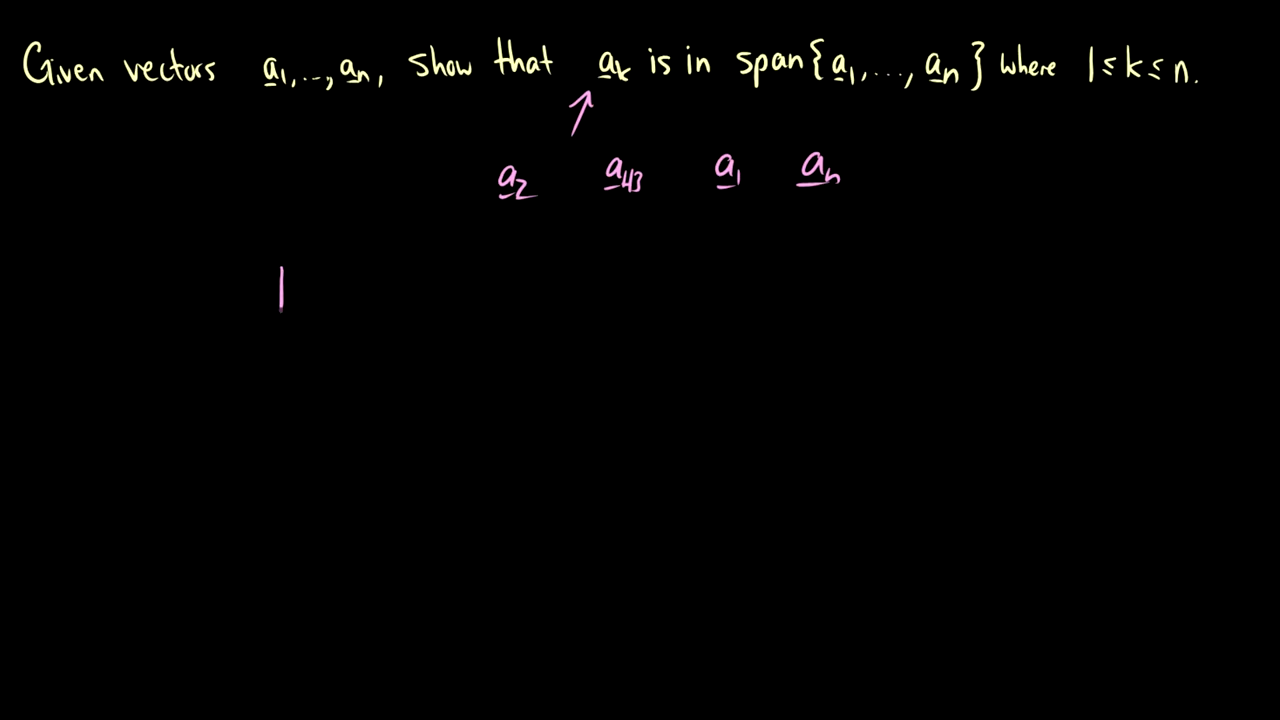 Given vectors a1,..,an, show that ak is in span{a1,...,an} where 1≤k≤n.
a2 a43 a1 an